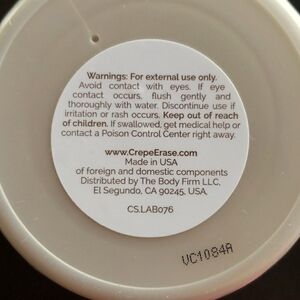 Warnings: For external use only.
Avoid contact with eyes. If eye
contact occurs, flush gently and
thoroughly with water. Discontinue use if
irritation or rash occurs. Keep out of reach
of children. If swallowed, get medical help or
contact a Poison Control Center right away.
www.CrepeErase.com
Made in USA
of foreign and domestic components
Distributed by The Body Firm LLC,
El Segundo, CA 90245, USA.
CS.LAB076
VC1084A